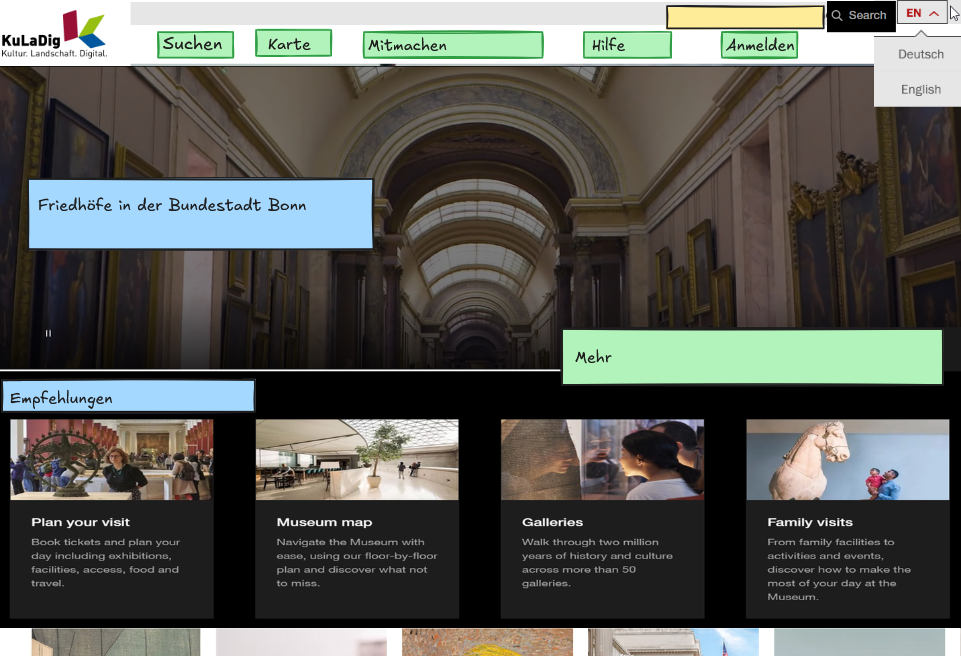 KuLaDig
Kultur. Landschaft. Digital.
Search
EN
Suchen
Karte
Mitmachen
Hilfe
Anmelden
Deutsch
English
Friedhöfe in der Bundestadt Bonn
Mehr
Empfehlungen
Plan your visit
Book tickets and plan your
day including exhibitions,
facilities, access, food and
travel.
Museum map
Navigate the Museum with
ease, using our floor-by-floor
plan and discover what not
to miss.
Galleries
Walk through two million
years of history and culture
across more than 50
galleries.
Family visits
From family facilities to
activities and events,
discover how to make the
most of your day at the
Museum.